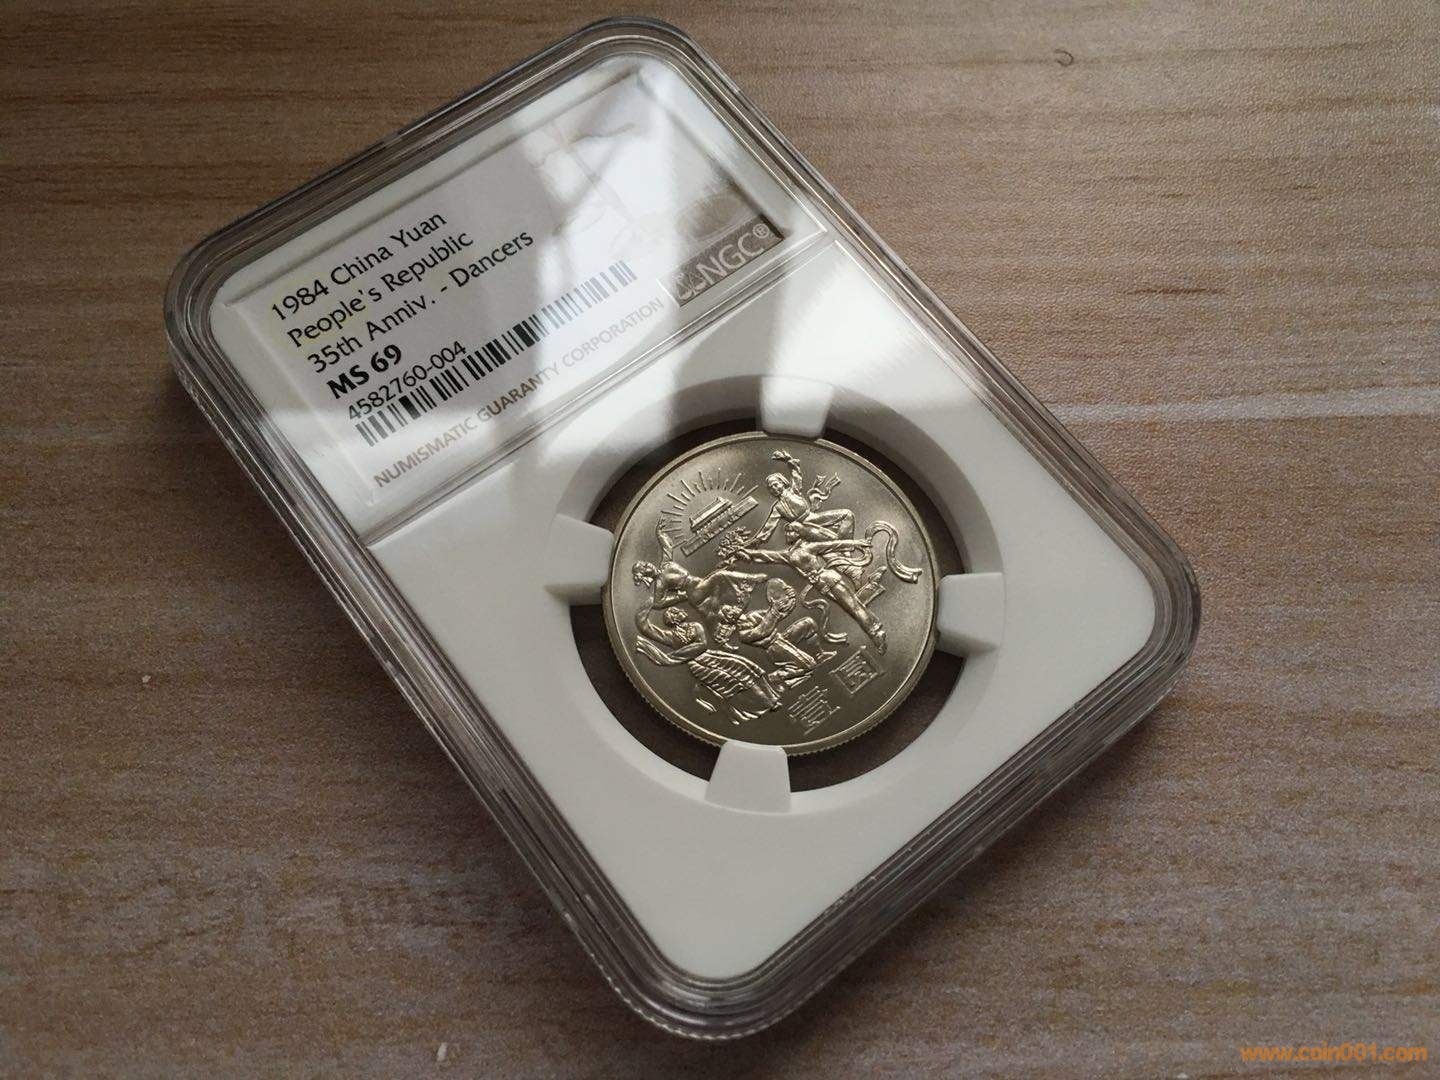 1984 China Yuan
People's Republic
35th Anniv. - Dancers
MS 69
4582760-004
NUMISMATIC GUARANTY CORPORATION
NGC®
壹圆
www.coin001.com